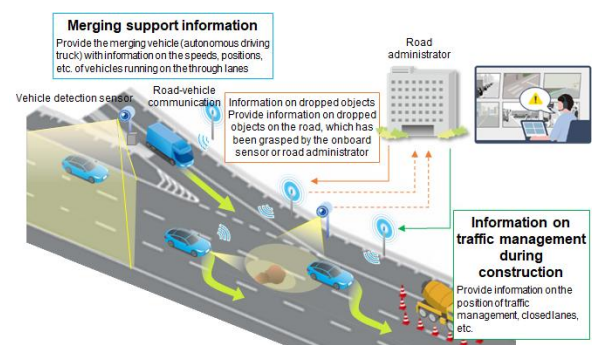 Merging support information
Provide the merging vehicle (autonomous driving
truck) with information on the speeds, positions,
etc. of vehicles running on the through lanes
Road
administrator
Vehicle detection sensor
Road-vehicle
communication
Information on dropped objects
Provide information on dropped
objects on the road, which has
been grasped by the onboard
sensor or road administrator
Information on
traffic management
during
construction
Provide information on the
position of traffic
management, closed lanes,
etc.